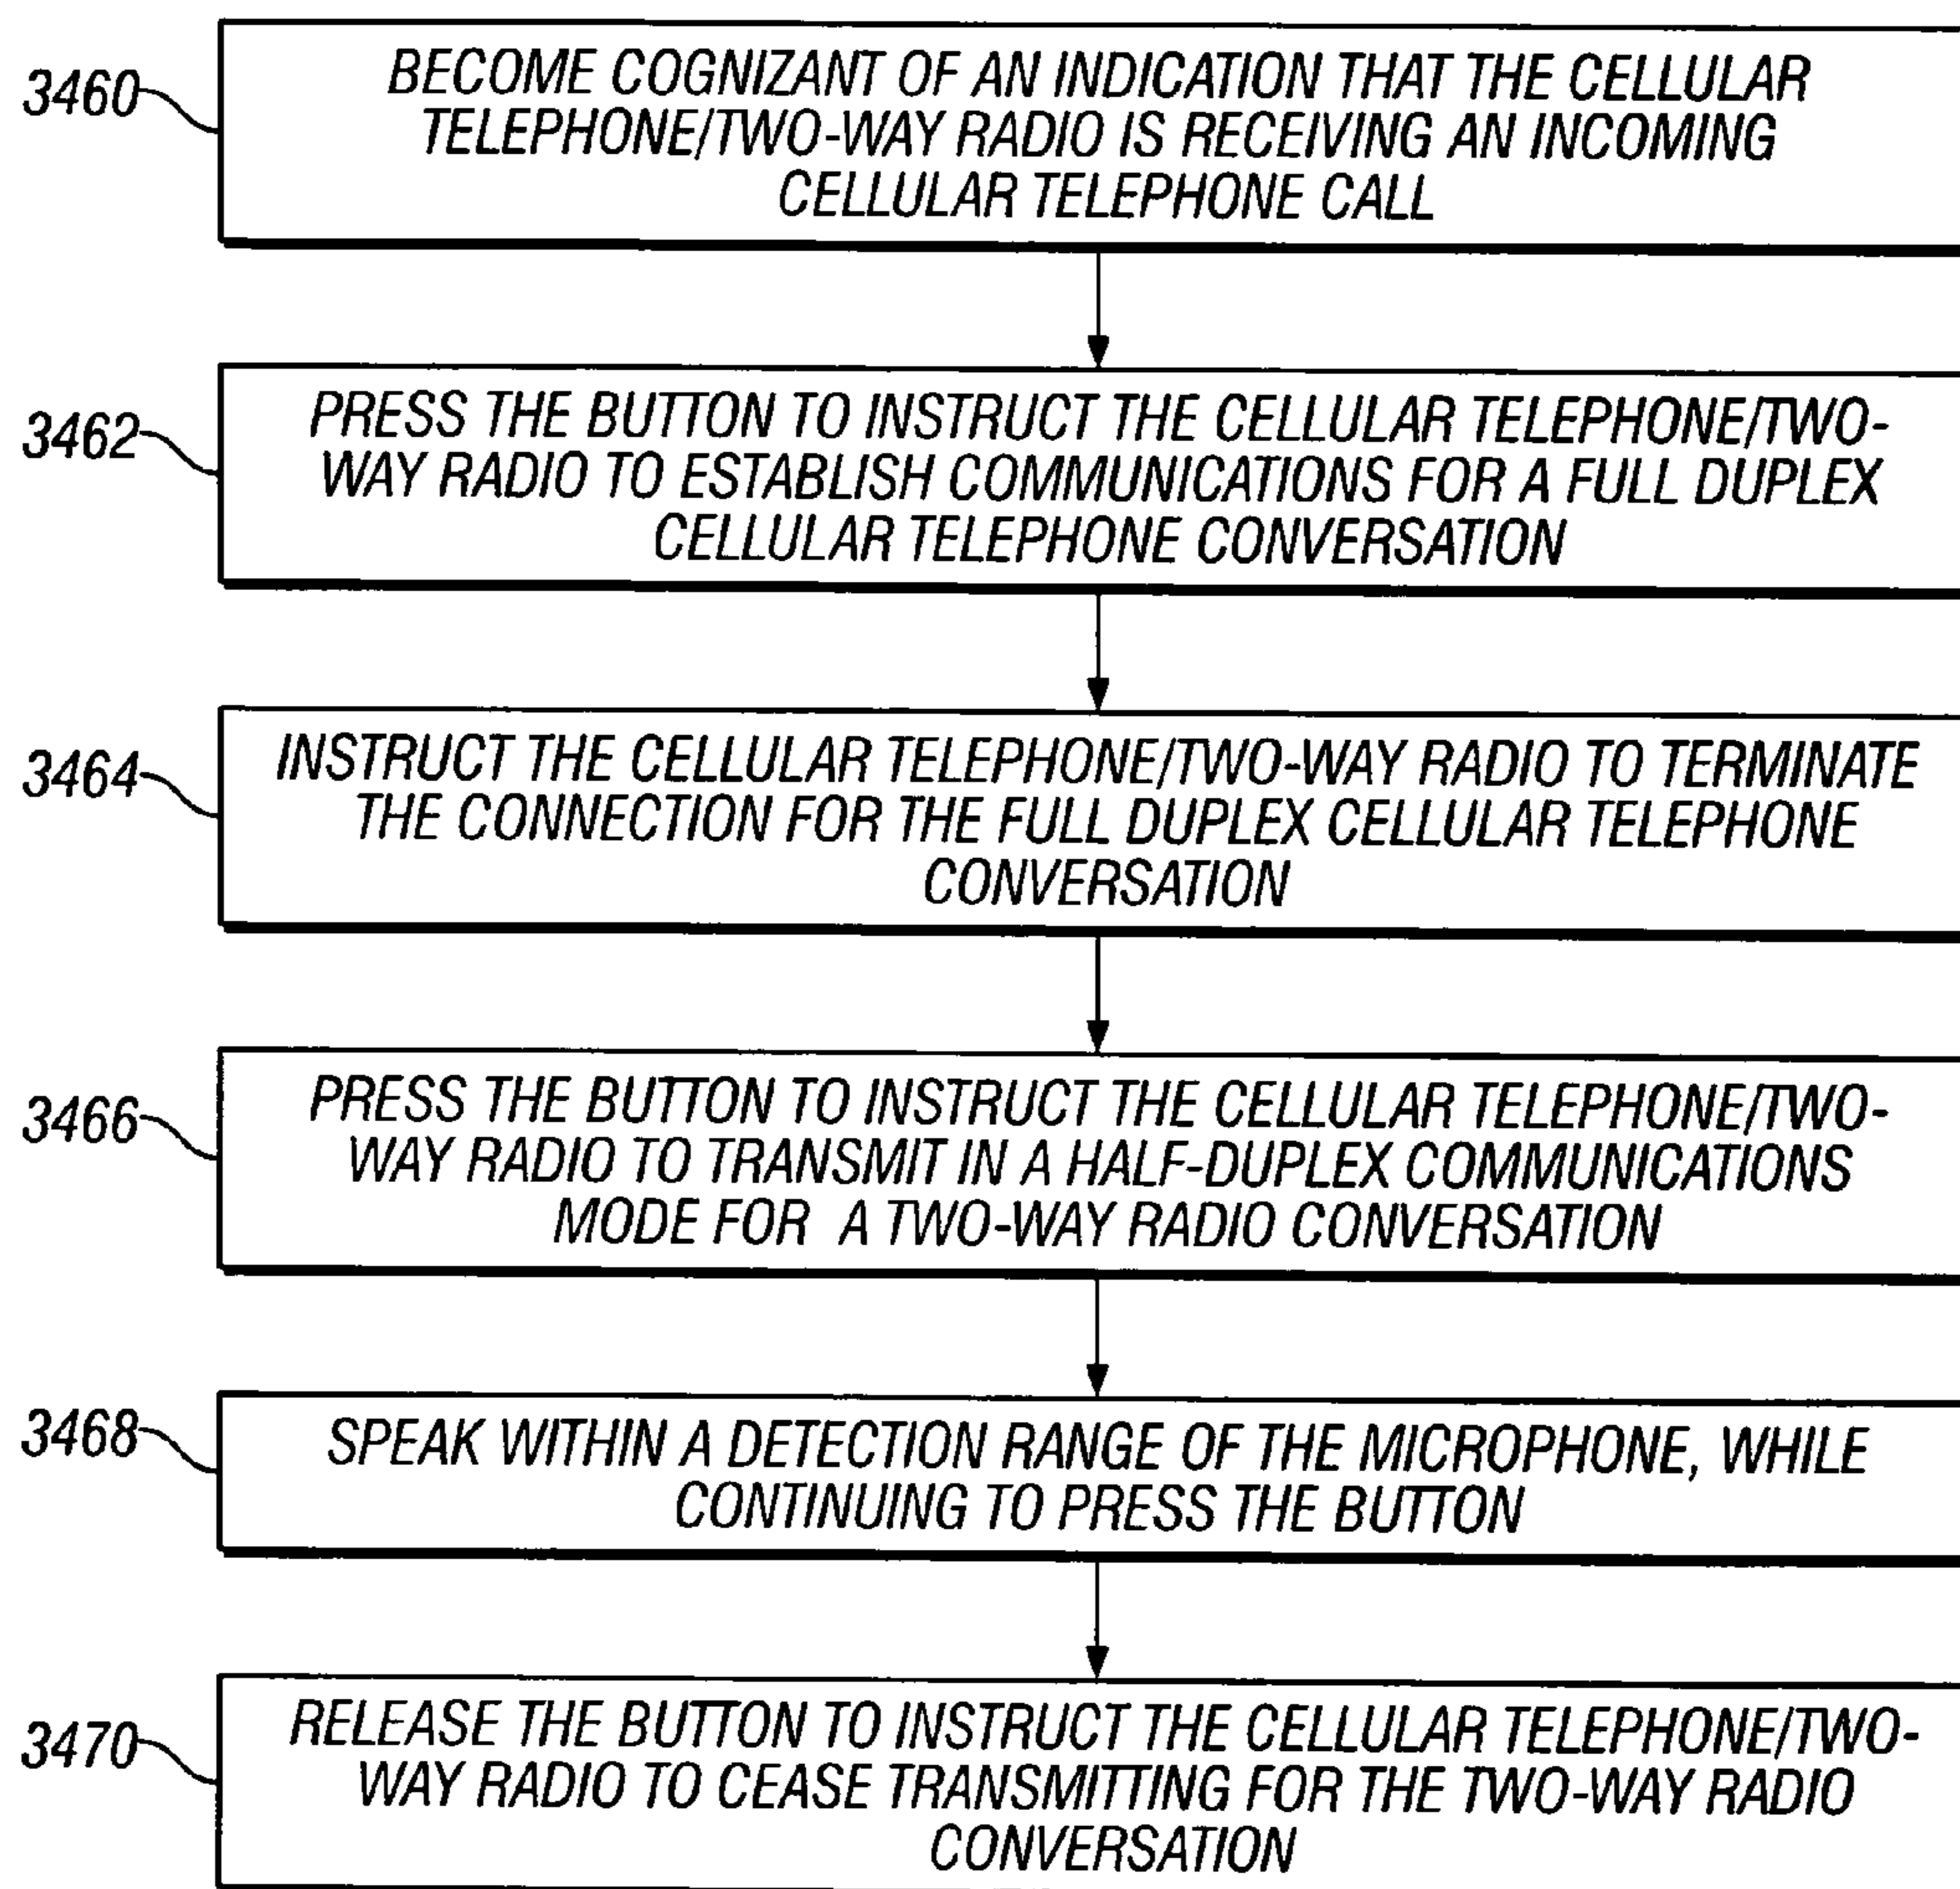 3460
BECOME COGNIZANT OF AN INDICATION THAT THE CELLULAR
TELEPHONE/TWO-WAY RADIO IS RECEIVING AN INCOMING
CELLULAR TELEPHONE CALL
3462
PRESS THE BUTTON TO INSTRUCT THE CELLULAR TELEPHONE/TWO-
WAY RADIO TO ESTABLISH COMMUNICATIONS FOR A FULL DUPLEX
CELLULAR TELEPHONE CONVERSATION
3464
INSTRUCT THE CELLULAR TELEPHONE/TWO-WAY RADIO TO TERMINATE
THE CONNECTION FOR THE FULL DUPLEX CELLULAR TELEPHONE
CONVERSATION
3466
PRESS THE BUTTON TO INSTRUCT THE CELLULAR TELEPHONE/TWO-
WAY RADIO TO TRANSMIT IN A HALF-DUPLEX COMMUNICATIONS
MODE FOR A TWO-WAY RADIO CONVERSATION
3468
SPEAK WITHIN A DETECTION RANGE OF THE MICROPHONE, WHILE
CONTINUING TO PRESS THE BUTTON
3470
RELEASE THE BUTTON TO INSTRUCT THE CELLULAR TELEPHONE/TWO-
WAY RADIO TO CEASE TRANSMITTING FOR THE TWO-WAY RADIO
CONVERSATION